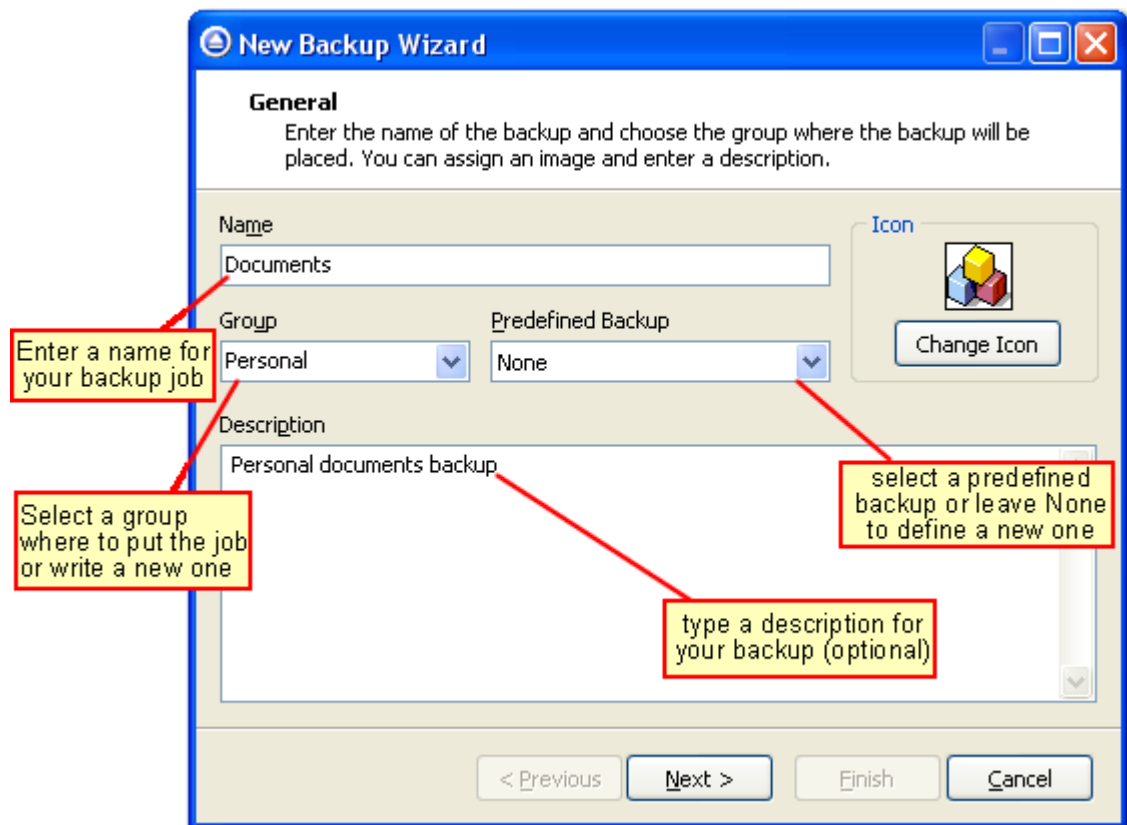 New Backup Wizard
General
Enter the name of the backup and choose the group where the backup will be
placed. You can assign an image and enter a description.
Name
Icon
Documents
Group
Predefined Backup
Change Icon
Enter a name for
your backup job
Personal
None
Description
Personal documents backup
select a predefined
backup or leave None
to define a new one
Select a group
where to put the job
or write a new one
type a description for
your backup (optional)
< Previous
Next >
Finish
Cancel